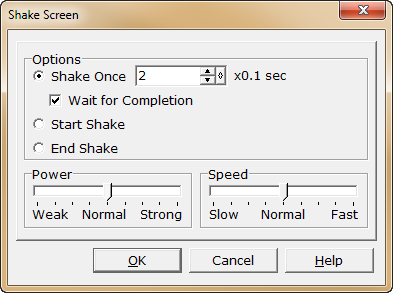 Shake Screen
Options
Shake Once 2 x0.1 sec
Wait for Completion
Start Shake
End Shake
Power
Weak Normal Strong
Speed
Slow Normal Fast
OK Cancel Help